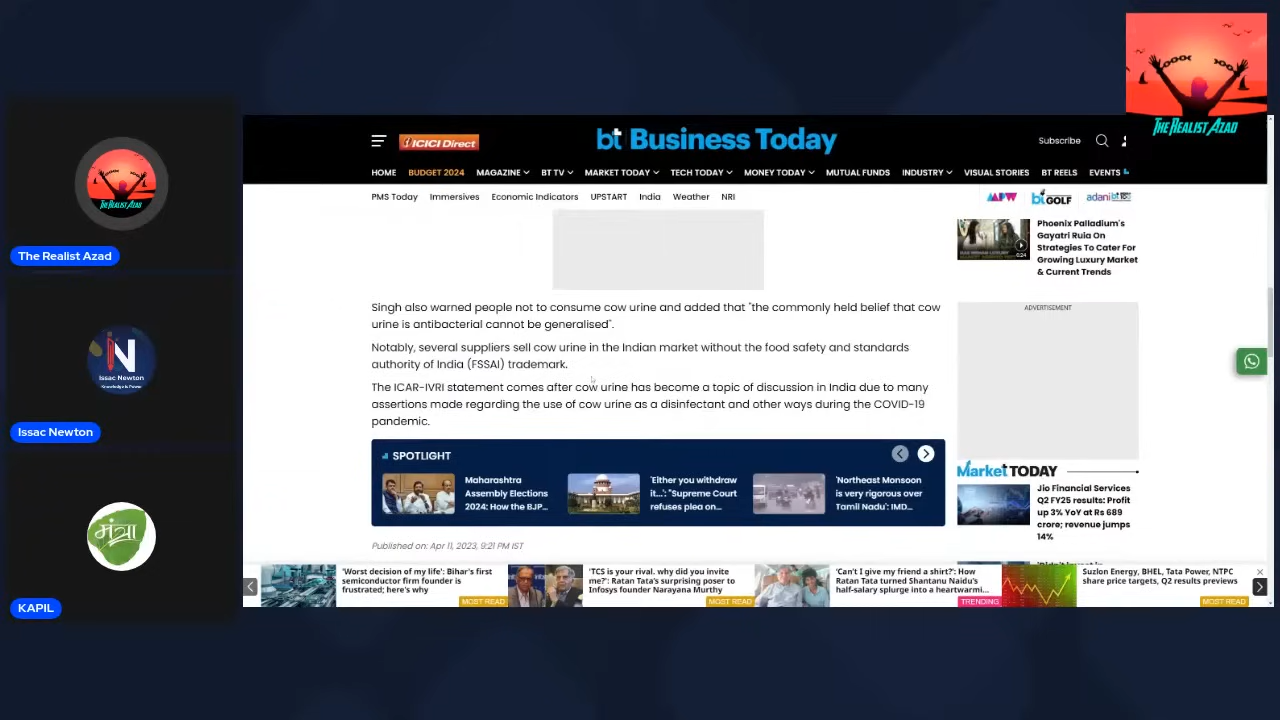 THE REALIST AZAD
THE REALIST AZAD
The Realist Azad
IN
Issac Newton
Issac Newton
मंत्रा
KAPIL
ICICI Direct
bt Business Today
Subscribe
HOME BUDGET 2024 MAGAZINE BT TV MARKET TODAY TECH TODAY MONEY TODAY MUTUAL FUNDS INDUSTRY VISUAL STORIES BT REELS EVENTS
PMS Today Immersives Economic Indicators UPSTART India Weather NRI
MPW bt GOLF adani bt
Phoenix Palladium's
Gayatri Ruia On
Strategies To Cater For
Growing Luxury Market
& Current Trends
Singh also warned people not to consume cow urine and added that "the commonly held belief that cow
urine is antibacterial cannot be generalised".
Notably, several suppliers sell cow urine in the Indian market without the food safety and standards
authority of India (FSSAI) trademark.
The ICAR-IVRI statement comes after cow urine has become a topic of discussion in India due to many
assertions made regarding the use of cow urine as a disinfectant and other ways during the COVID-19
pandemic.
ADVERTISEMENT
SPOTLIGHT
Maharashtra
Assembly Elections
2024: How the BJP...
'Either you withdraw
it...': "Supreme Court
refuses plea on...
'Northeast Monsoon
is very rigorous over
Tamil Nadu': IMD...
Market TODAY
Jio Financial Services
Q2 FY25 results: Profit
up 3% YoY at Rs 689
crore; revenue jumps
14%
Published on: Apr 11, 2023, 9:21 PM IST
'Worst decision of my life': Bihar's first
semiconductor firm founder is
frustrated; here's why
MOST READ
'TCS is your rival. why did you invite
me?': Ratan Tata's surprising poser to
Infosys founder Narayana Murthy
MOST READ
'Can't I give my friend a shirt?': How
Ratan Tata turned Shantanu Naidu's
half-salary splurge into a heartwarmi...
TRENDING
Suzlon Energy, BHEL, Tata Power, NTPC
share price targets, Q2 results previews
MOST READ